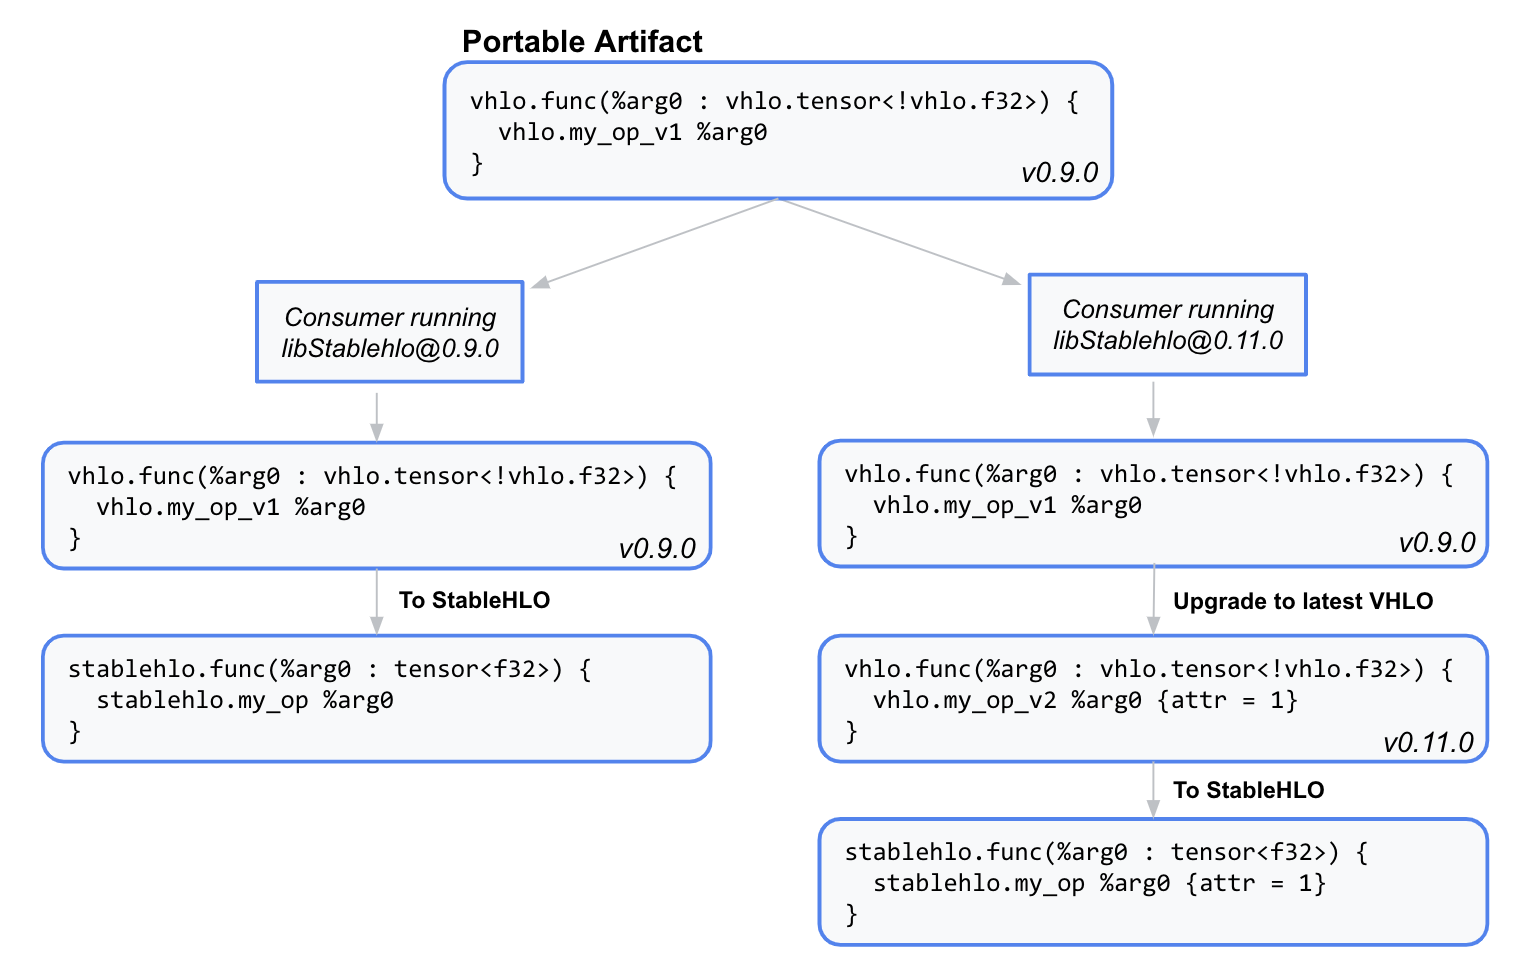 Portable Artifact
vhlo.func(%arg0 : vhlo.tensor<!vhlo.f32>) {
  vhlo.my_op_v1 %arg0
}
v0.9.0
Consumer running
libStablehlo@0.9.0
vhlo.func(%arg0 : vhlo.tensor<!vhlo.f32>) {
  vhlo.my_op_v1 %arg0
}
v0.9.0
To StableHLO
stablehlo.func(%arg0 : tensor<f32>) {
  stablehlo.my_op %arg0
}
Consumer running
libStablehlo@0.11.0
vhlo.func(%arg0 : vhlo.tensor<!vhlo.f32>) {
  vhlo.my_op_v1 %arg0
}
v0.9.0
Upgrade to latest VHLO
vhlo.func(%arg0 : vhlo.tensor<!vhlo.f32>) {
  vhlo.my_op_v2 %arg0 {attr = 1}
}
v0.11.0
To StableHLO
stablehlo.func(%arg0 : tensor<f32>) {
  stablehlo.my_op %arg0 {attr = 1}
}